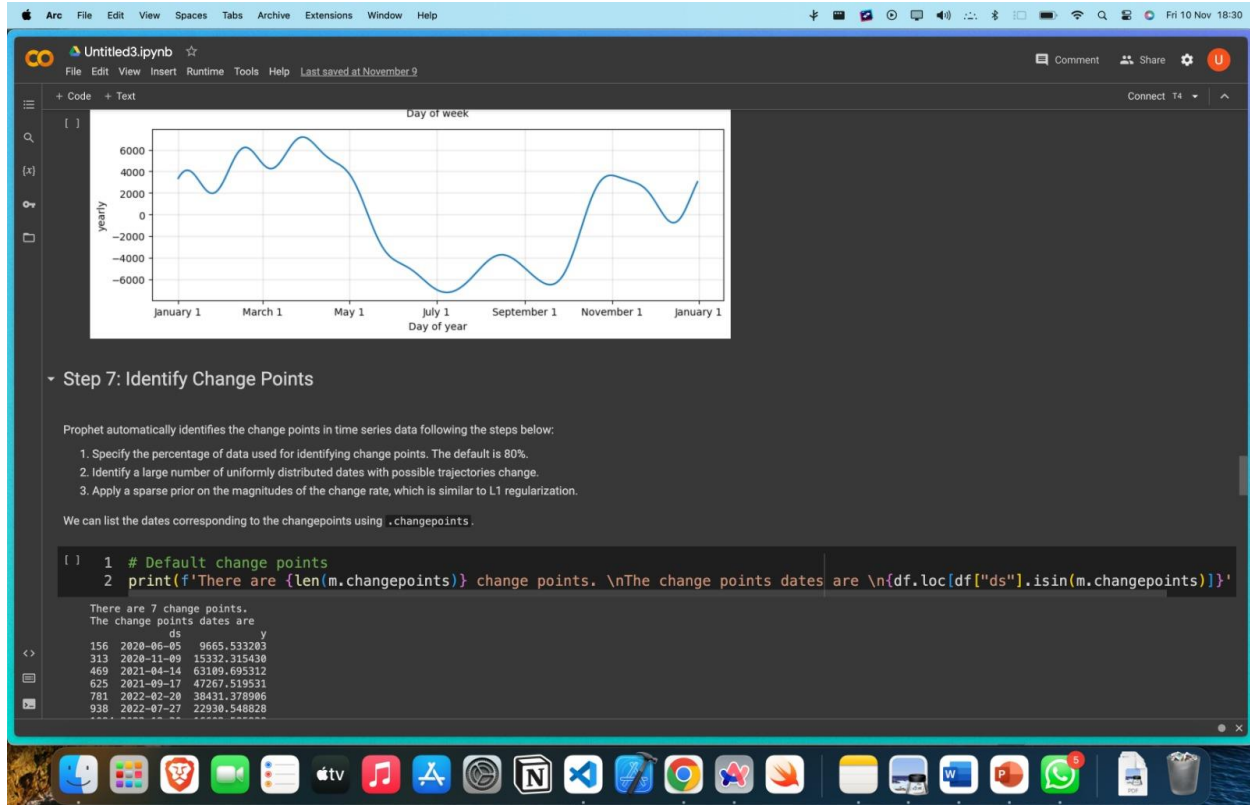 Arc File Edit View Spaces Tabs Archive Extensions Window Help Fri 10 Nov 18:30
Untitled3.ipynb
Comment Share U
File Edit View Insert Runtime Tools Help Last saved at November 9
+ Code + Text Connect T4
Day of week
[ ]
6000
4000
{x}
2000
0
yearly
−2000
−4000
−6000
January 1 March 1 May 1 July 1 September 1 November 1 January 1
Day of year
Step 7: Identify Change Points
Prophet automatically identifies the change points in time series data following the steps below:
1. Specify the percentage of data used for identifying change points. The default is 80%.
2. Identify a large number of uniformly distributed dates with possible trajectories change.
3. Apply a sparse prior on the magnitudes of the change rate, which is similar to L1 regularization.
We can list the dates corresponding to the changepoints using .changepoints.
[ ] 1 # Default change points
2 print(f'There are {len(m.changepoints)} change points. \nThe change points dates are \n{df.loc[df["ds"].isin(m.changepoints)]}'
There are 7 change points.
The change points dates are
ds y
156 2020-06-05 9665.533203
313 2020-11-09 15332.315430
469 2021-04-14 63109.695312
625 2021-09-17 47267.519531
781 2022-02-20 38431.378906
938 2022-07-27 22930.548828
tv
N
W
P
5
PDF